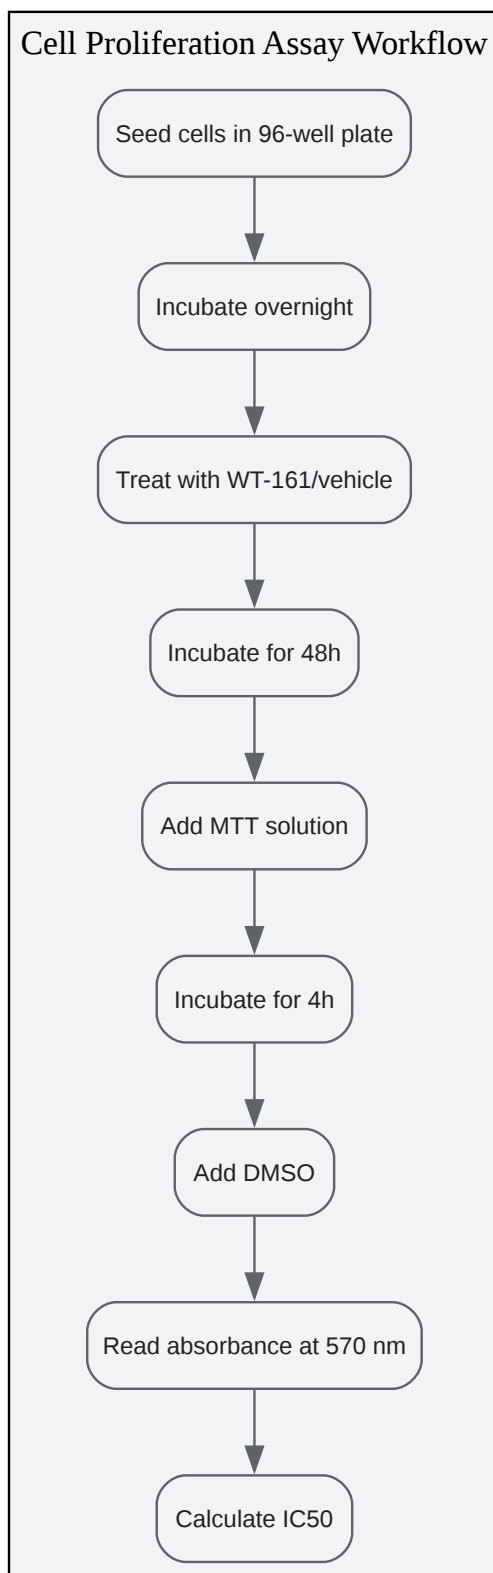 Cell Proliferation Assay Workflow
Seed cells in 96-well plate
Incubate overnight
Treat with WT-161/vehicle
Incubate for 48h
Add MTT solution
Incubate for 4h
Add DMSO
Read absorbance at 570 nm
Calculate IC50